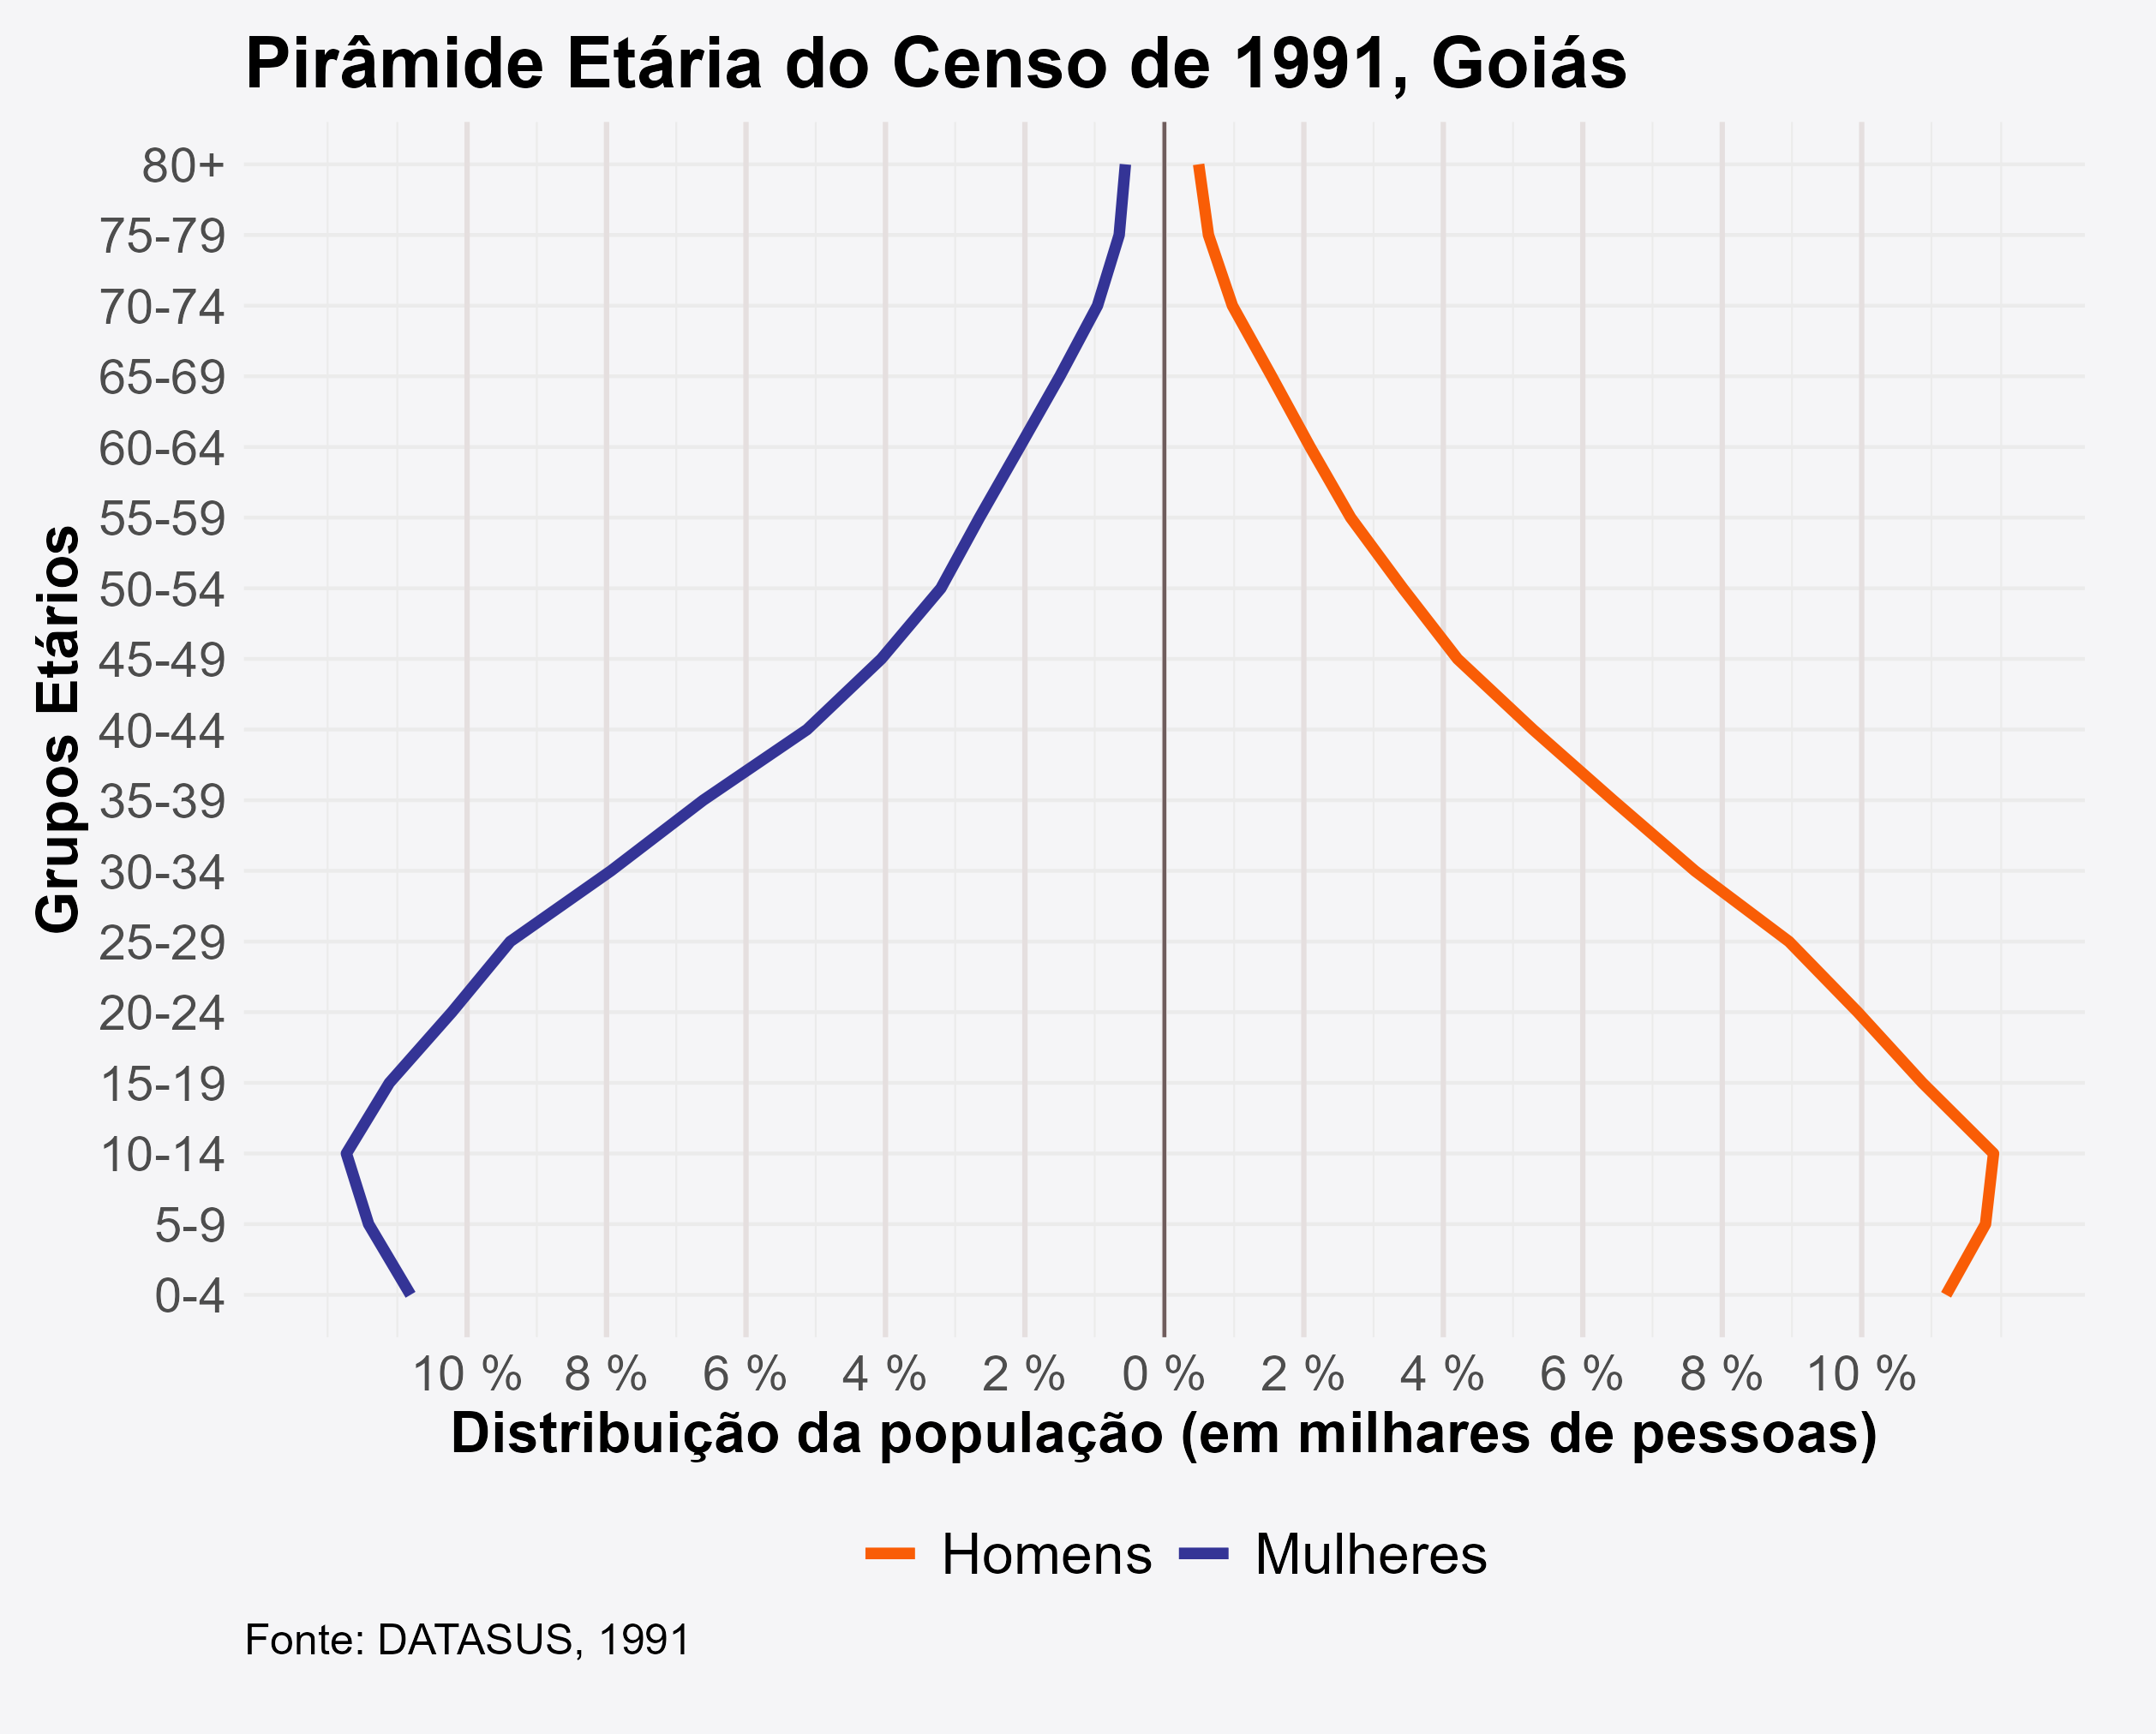 Pirâmide Etária do Censo de 1991, Goiás
Grupos Etários
80+
75-79
70-74
65-69
60-64
55-59
50-54
45-49
40-44
35-39
30-34
25-29
20-24
15-19
10-14
5-9
0-4
10 % 8 % 6 % 4 % 2 % 0 % 2 % 4 % 6 % 8 % 10 %
Distribuição da população (em milhares de pessoas)
Homens Mulheres
Fonte: DATASUS, 1991